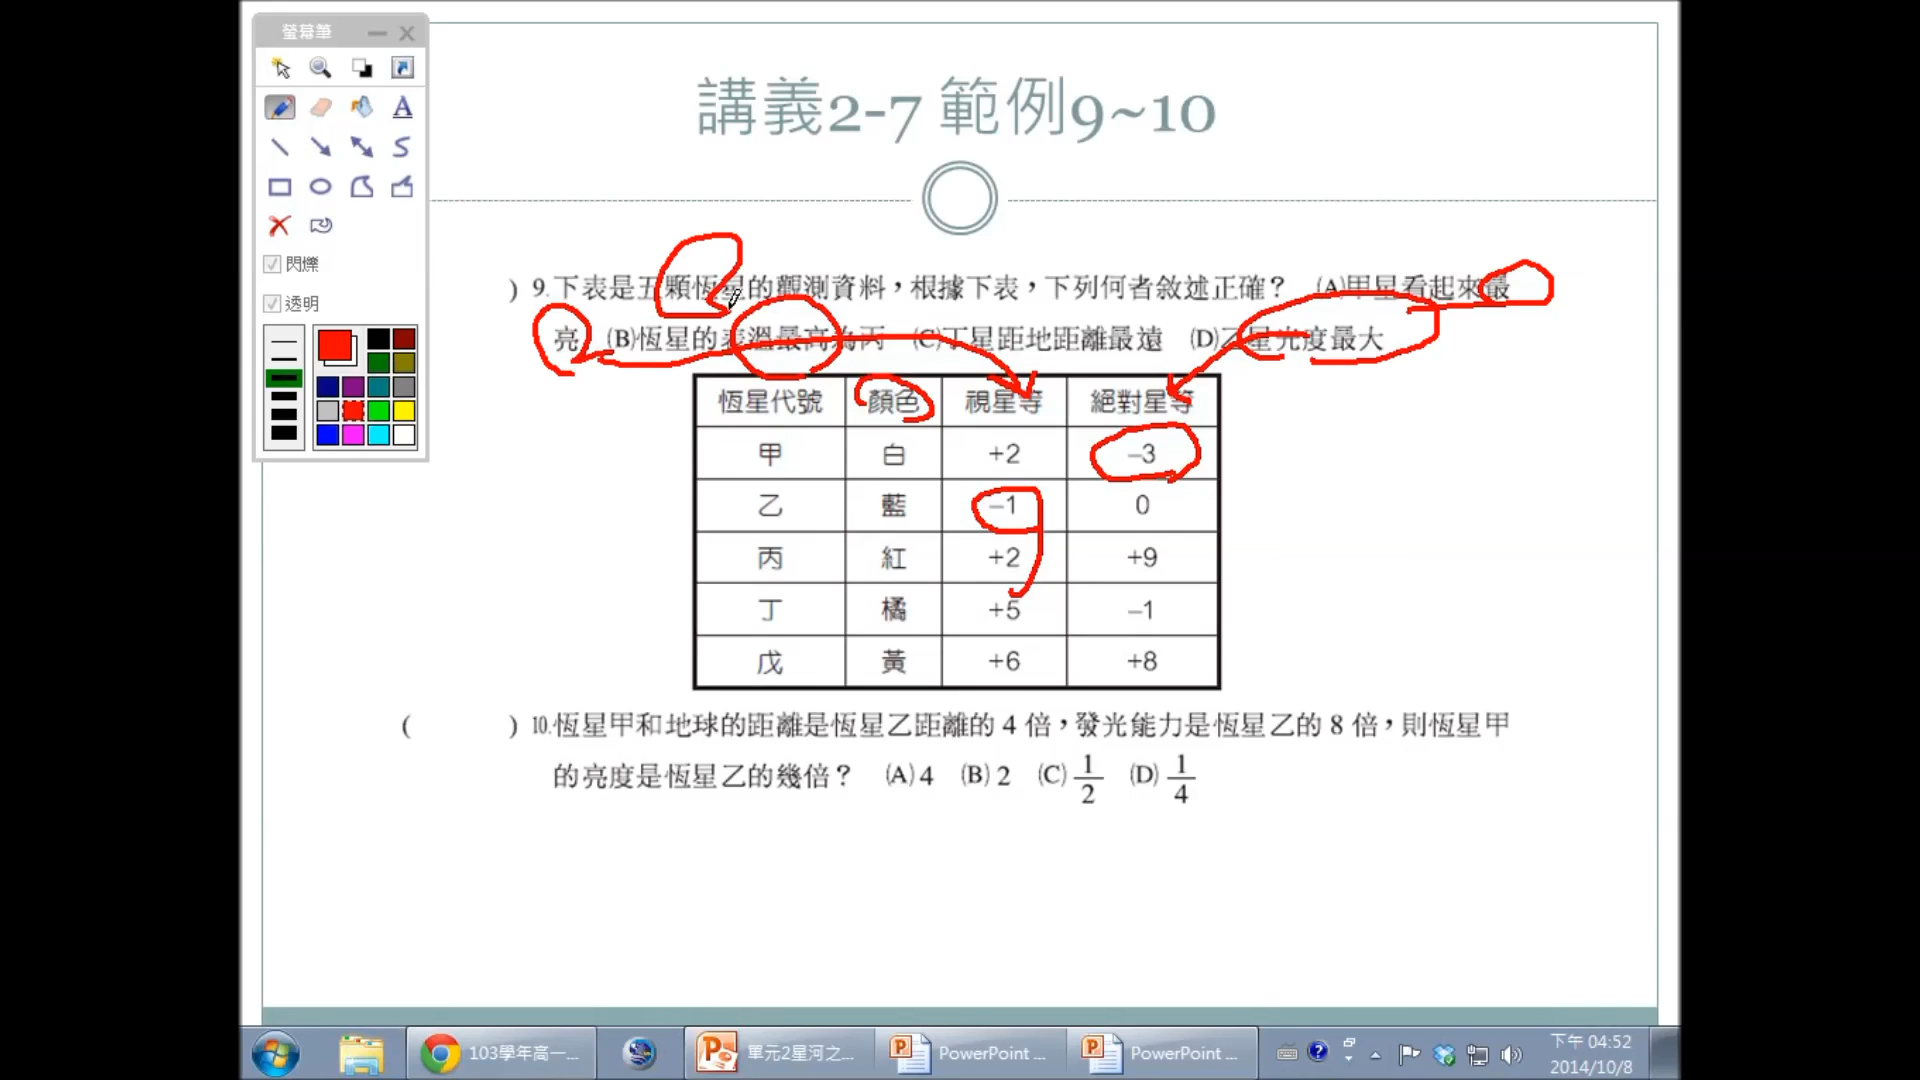 螢幕筆
閃爍
透明
講義2-7 範例9~10
) 9.下表是五顆恆星的觀測資料，根據下表，下列何者敘述正確？ (A)甲星看起來最
亮 (B)恆星的表溫最高為丙 (C)丁星距地距離最遠 (D)乙星光度最大
恆星代號 顏色 視星等 絕對星等
甲 白 +2 –3
乙 藍 –1 0
丙 紅 +2 +9
丁 橘 +5 –1
戊 黃 +6 +8
( ) 10.恆星甲和地球的距離是恆星乙距離的 4 倍，發光能力是恆星乙的 8 倍，則恆星甲
的亮度是恆星乙的幾倍？ (A) 4 (B) 2 (C) 1/2 (D) 1/4
103學年高一... 單元2星河之... PowerPoint ... PowerPoint ... 下午 04:52
2014/10/8